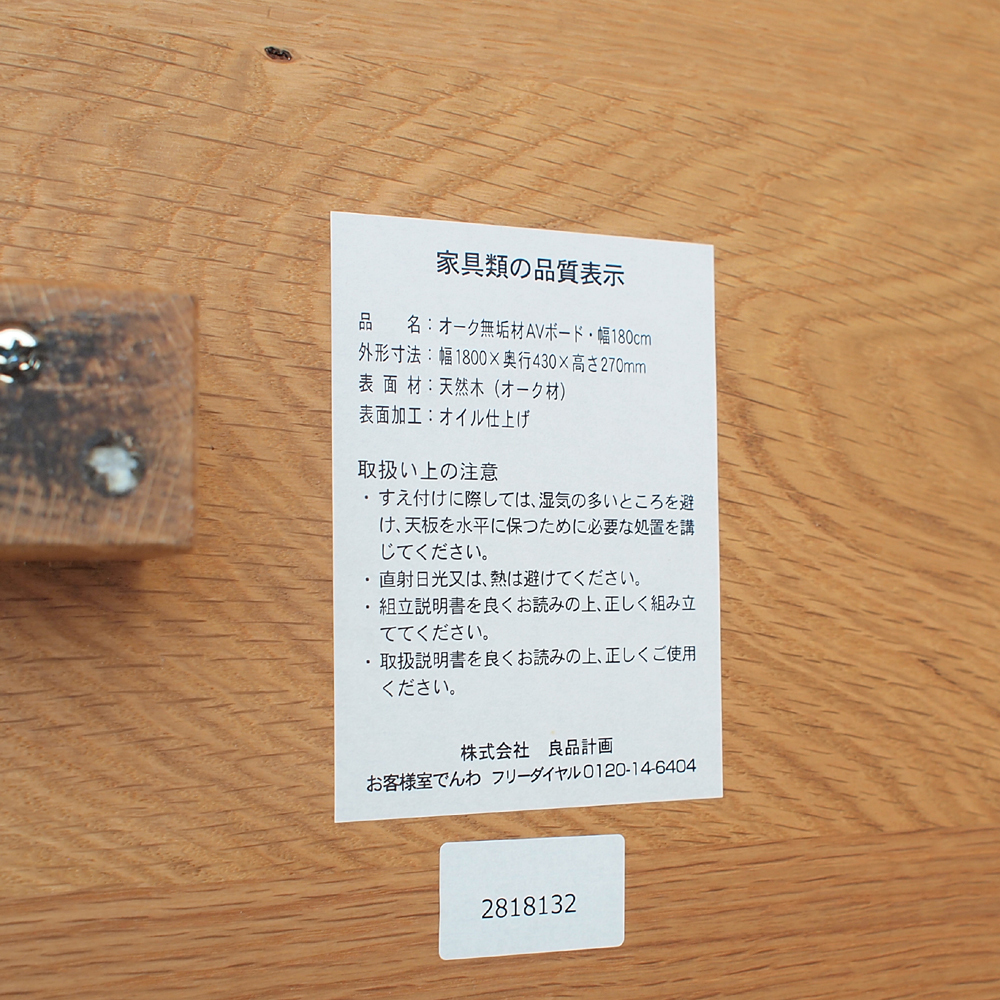 家具類の品質表示
品　　名：オーク無垢材AVボード・幅180cm
外形寸法：幅1800×奥行430×高さ270mm
表 面 材：天然木（オーク材）
表面加工：オイル仕上げ
取扱い上の注意
・すえ付けに際しては、湿気の多いところを避
け、天板を水平に保つために必要な処置を講
じてください。
・直射日光又は、熱は避けてください。
・組立説明書を良くお読みの上、正しく組み立
ててください。
・取扱説明書を良くお読みの上、正しくご使用
ください。
株式会社　良品計画
お客様室でんわ フリーダイヤル0120-14-6404
2818132